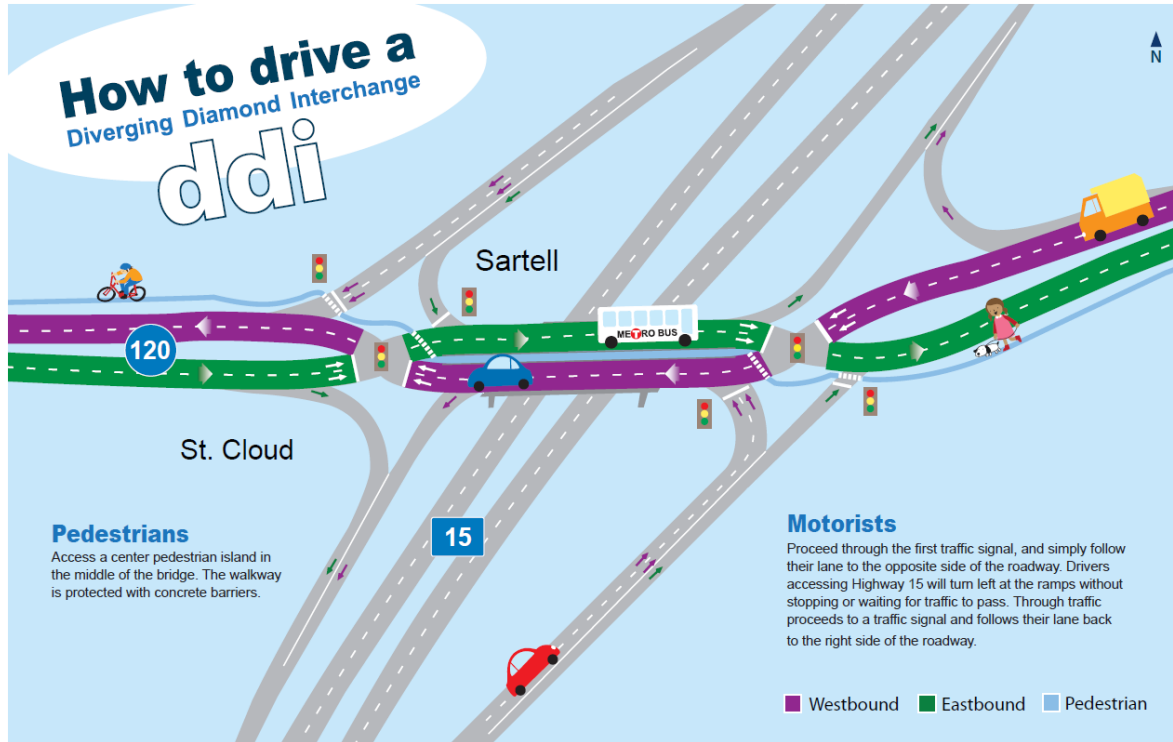 How to drive a
Diverging Diamond Interchange
ddi
N
Sartell
METRO BUS
120
St. Cloud
15
Pedestrians
Access a center pedestrian island in
the middle of the bridge. The walkway
is protected with concrete barriers.
Motorists
Proceed through the first traffic signal, and simply follow
their lane to the opposite side of the roadway. Drivers
accessing Highway 15 will turn left at the ramps without
stopping or waiting for traffic to pass. Through traffic
proceeds to a traffic signal and follows their lane back
to the right side of the roadway.
Westbound Eastbound Pedestrian